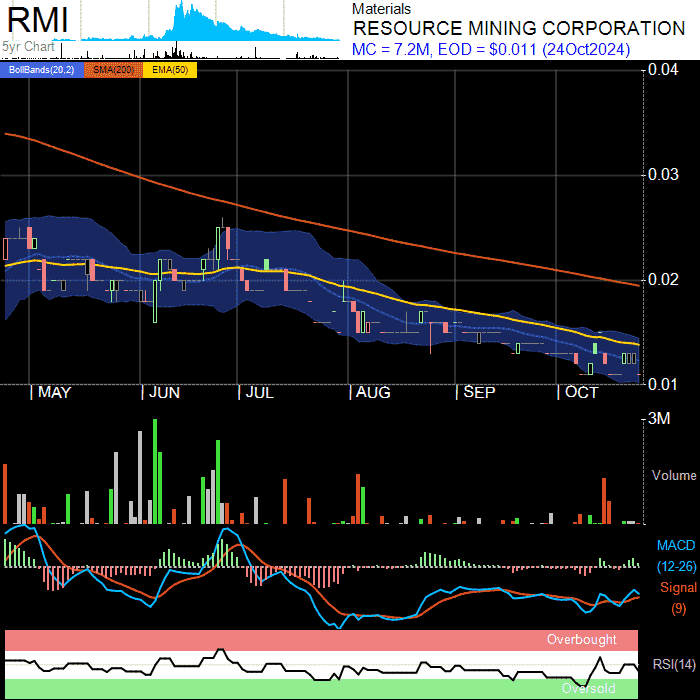 RMI
5yr Chart
Materials
RESOURCE MINING CORPORATION
MC = 7.2M, EOD = $0.011 (24Oct2024)
BollBands(20,2) SMA(200) EMA(50)
0.04
0.03
0.02
0.01
MAY JUN JUL AUG SEP OCT
3M
Volume
MACD
(12-26)
Signal
(9)
Overbought
RSI(14)
Oversold